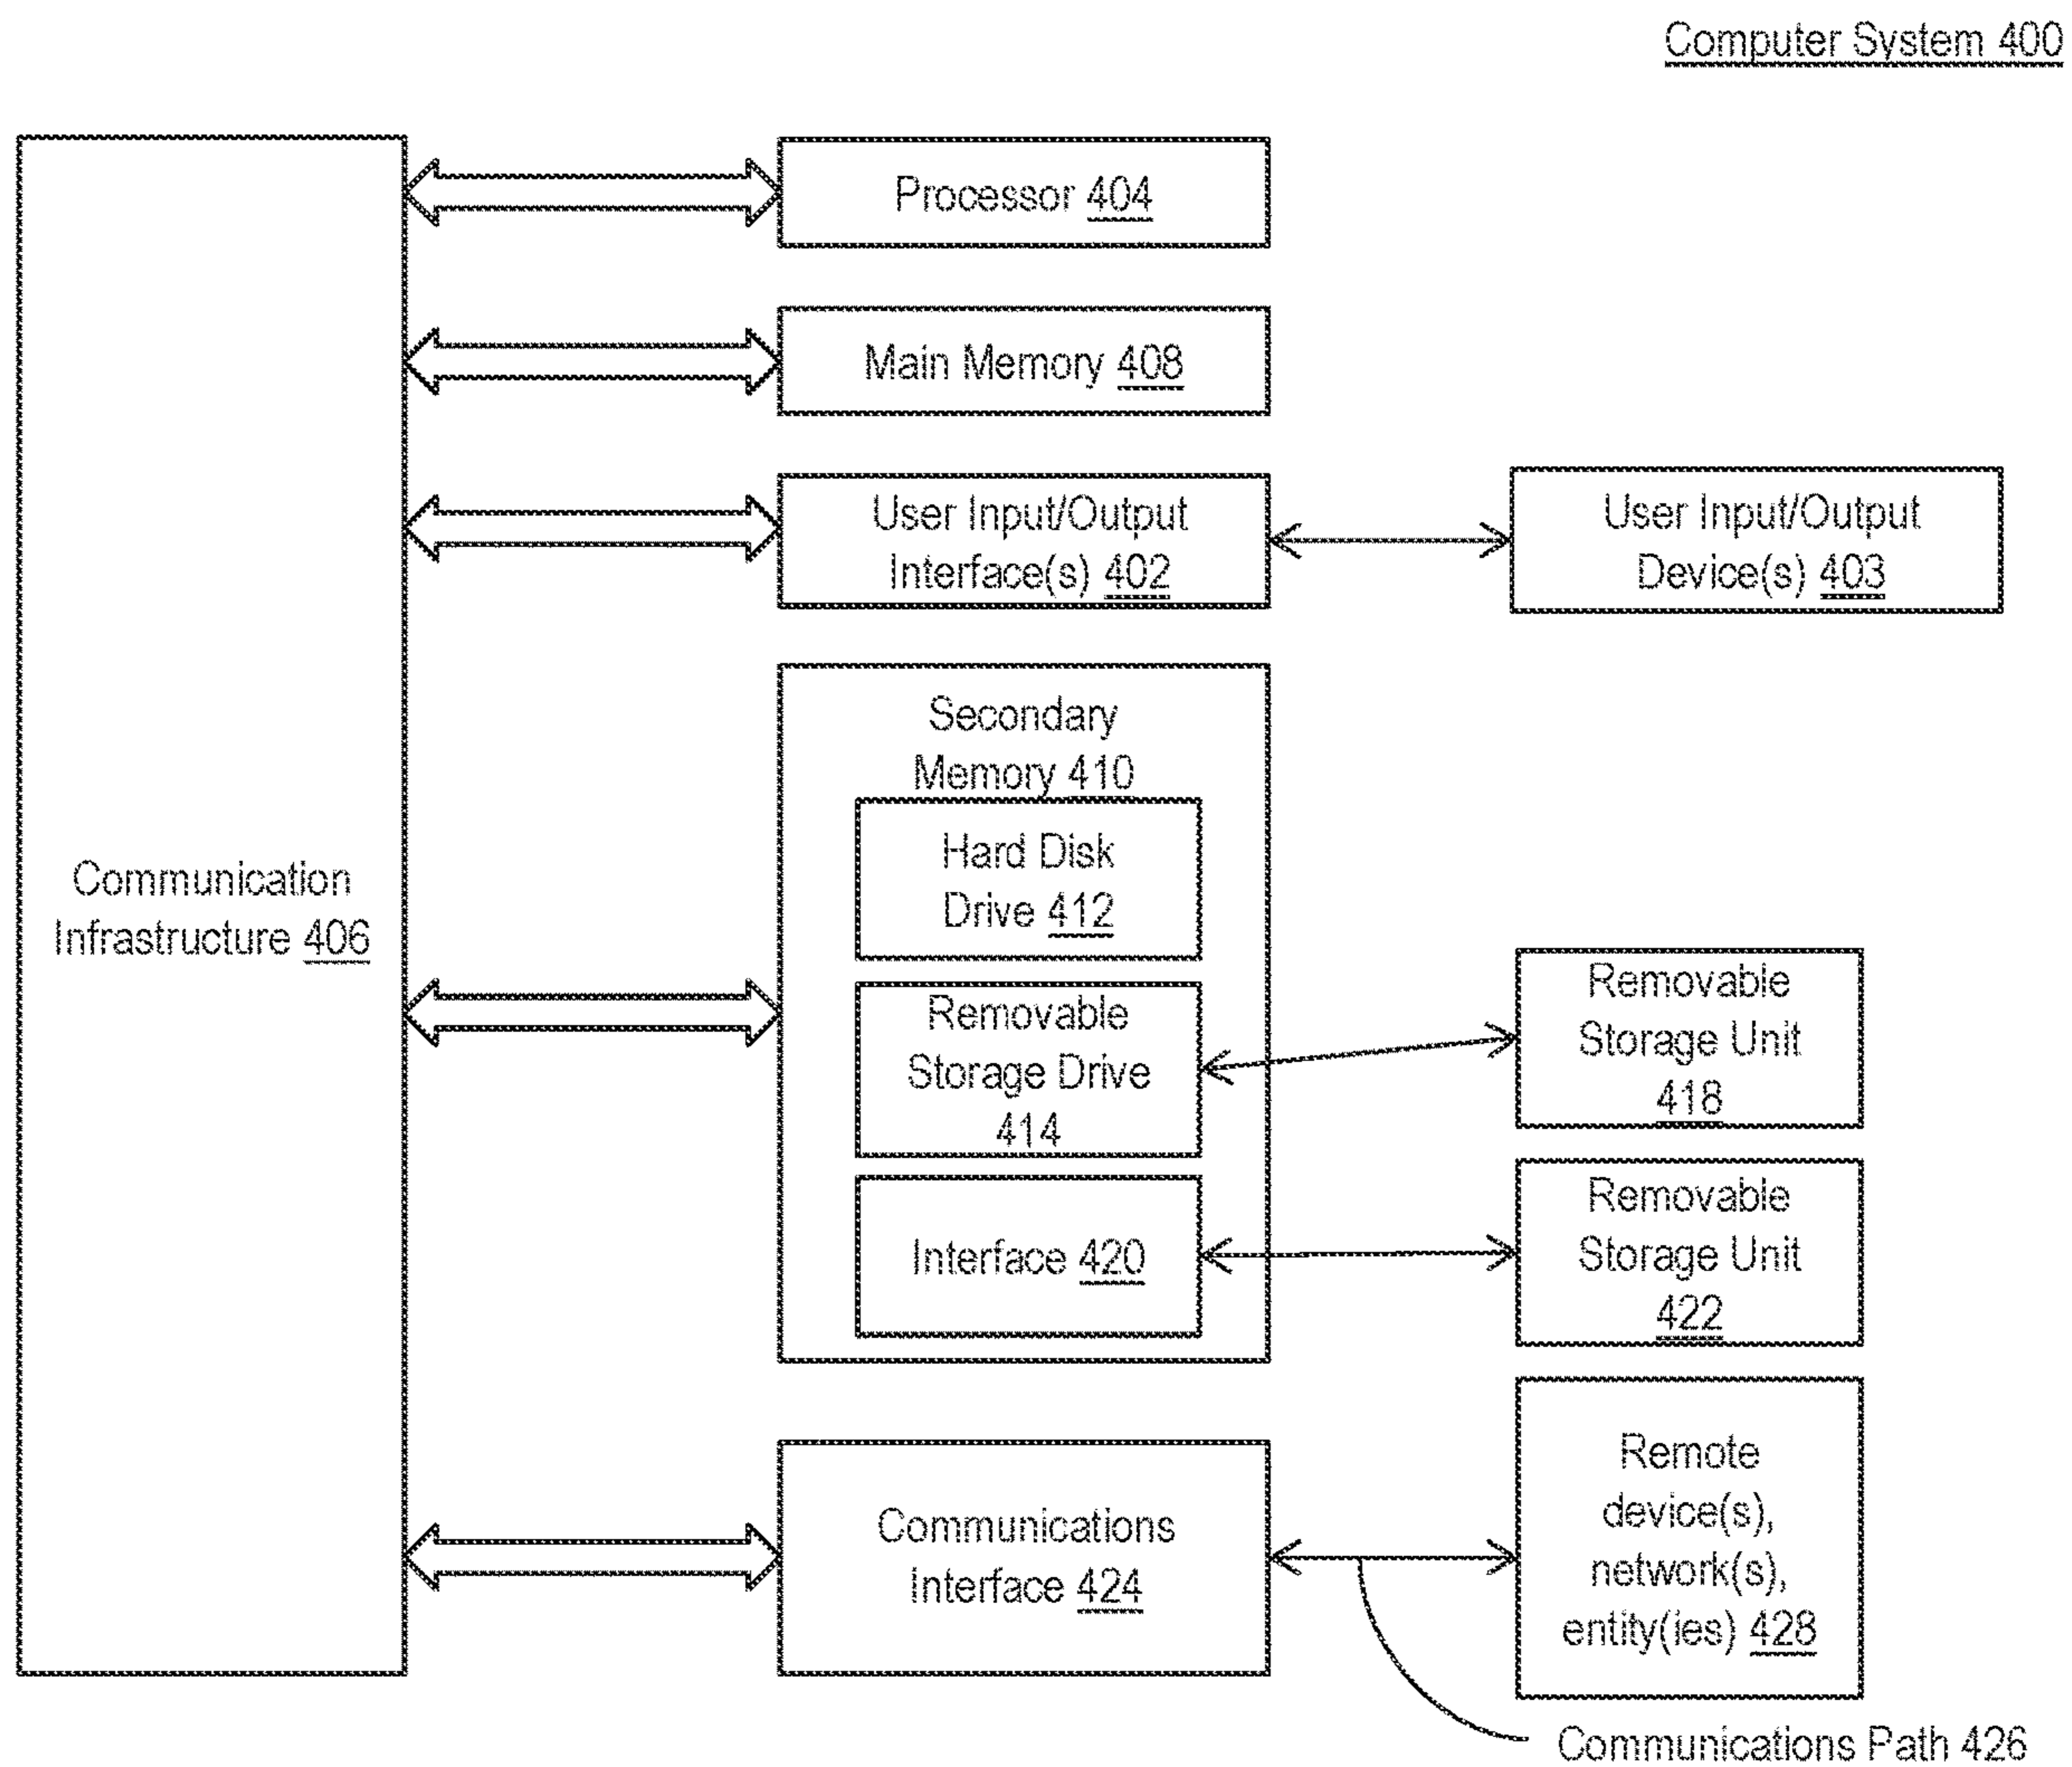 Computer System 400
Processor 404
Main Memory 408
User Input/Output
Interface(s) 402
User Input/Output
Device(s) 403
Secondary
Memory 410
Hard Disk
Drive 412
Communication
Infrastructure 406
Removable
Storage Drive
414
Removable
Storage Unit
418
Interface 420
Removable
Storage Unit
422
Communications
Interface 424
Remote
device(s),
network(s),
entity(ies) 428
Communications Path 426